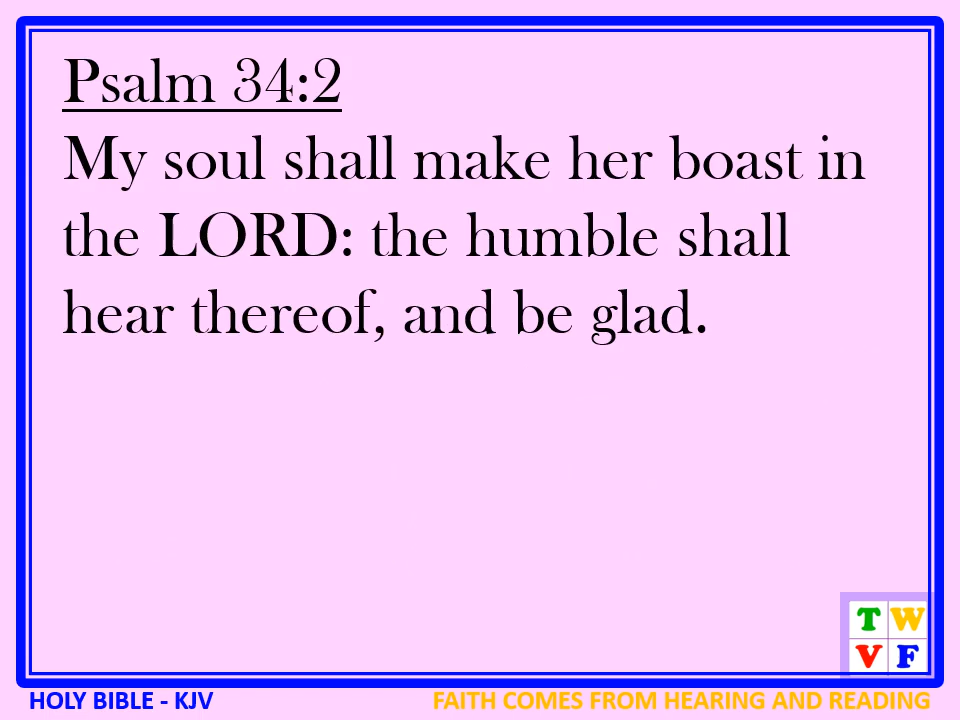 Psalm 34:2
My soul shall make her boast in
the LORD: the humble shall
hear thereof, and be glad.
T W
V F
HOLY BIBLE - KJV
FAITH COMES FROM HEARING AND READING